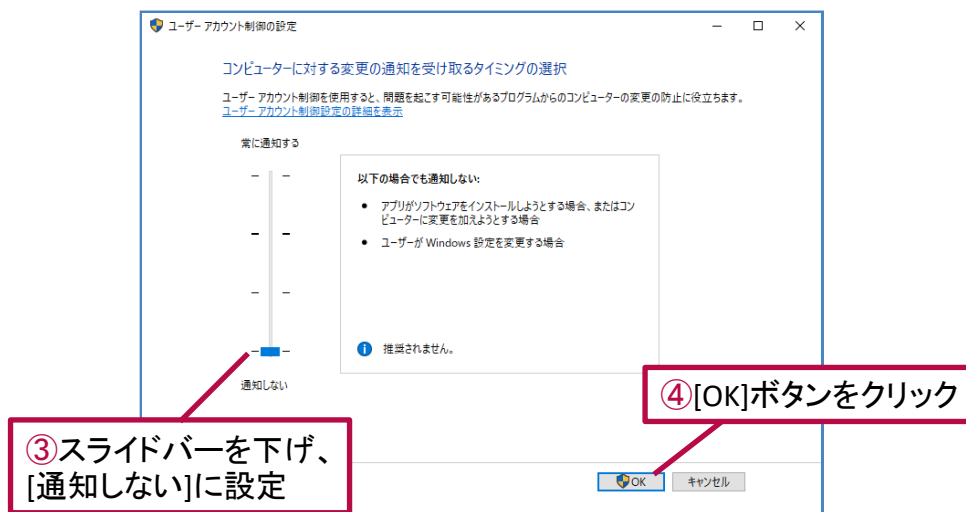 ユーザー アカウント制御の設定
コンピューターに対する変更の通知を受け取るタイミングの選択
ユーザー アカウント制御を使用すると、問題を起こす可能性があるプログラムからのコンピューターの変更の防止に役立ちます。
ユーザー アカウント制御設定の詳細を表示
常に通知する
以下の場合でも通知しない:
• アプリがソフトウェアをインストールしようとする場合、またはコン
ピューターに変更を加えようとする場合
• ユーザーが Windows 設定を変更する場合
推奨されません。
通知しない
③スライドバーを下げ、
[通知しない]に設定
④[OK]ボタンをクリック
OK
キャンセル